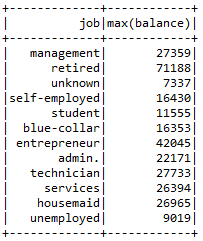 +-------------+------------+
|          job|max(balance)|
+-------------+------------+
|   management|       27359|
|      retired|       71188|
|      unknown|        7337|
|self-employed|       16430|
|      student|       11555|
|  blue-collar|       16353|
| entrepreneur|       42045|
|       admin.|       22171|
|   technician|       27733|
|     services|       26394|
|    housemaid|       26965|
|   unemployed|        9019|
+-------------+------------+